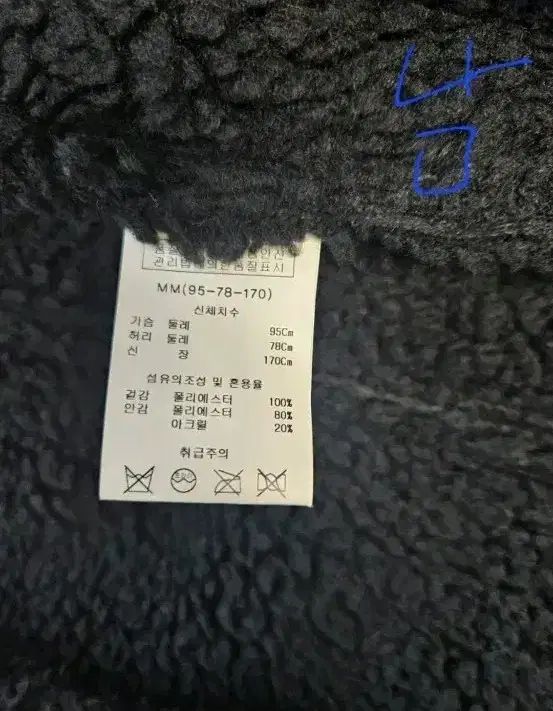 남
관리법에의한품질표시
MM(95-78-170)
신체치수
가슴 둘레 95Cm
허리 둘레 78Cm
신 장 170Cm
섬유의조성 및 혼용율
겉감 폴리에스터 100%
안검 폴리에스터 80%
아크릴 20%
취급주의